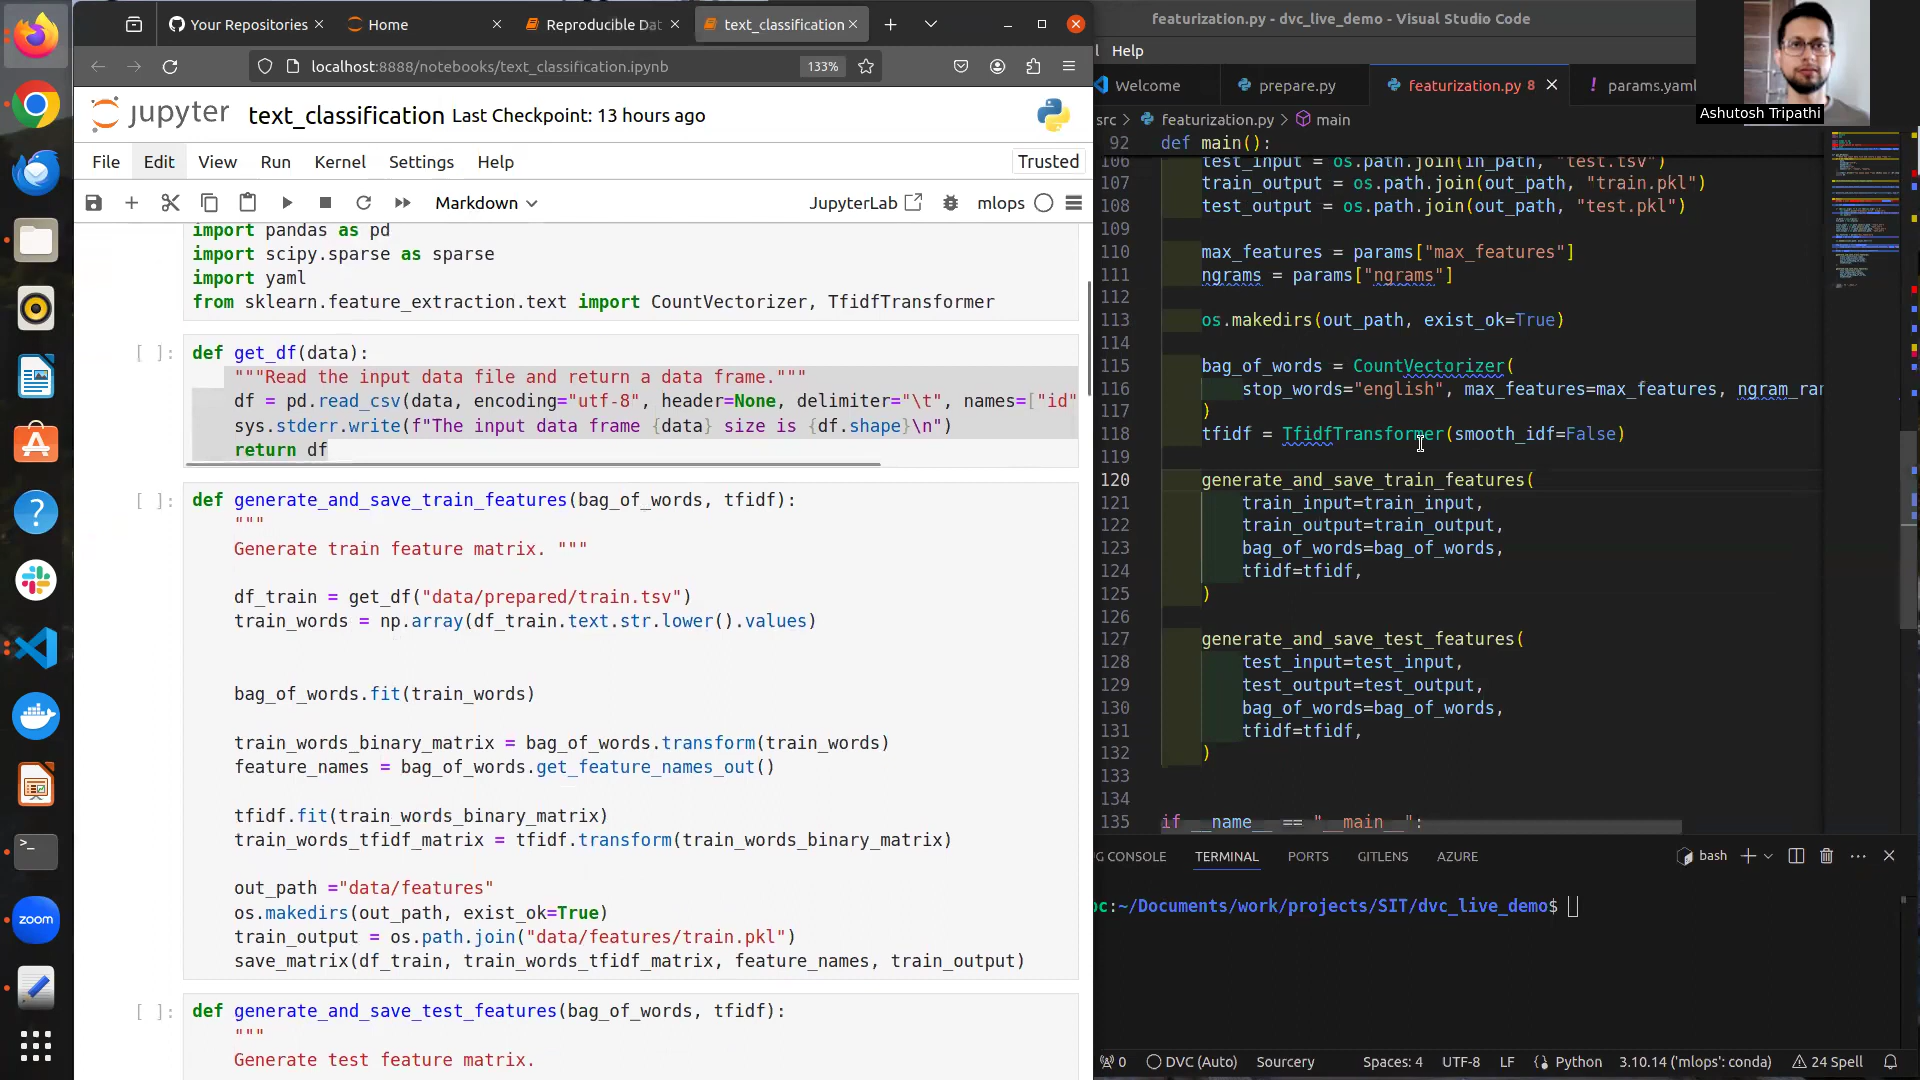 Your Repositories
Home
Reproducible Dat
text_classification
localhost:8888/notebooks/text_classification.ipynb
133%
jupyter
text_classification Last Checkpoint: 13 hours ago
File Edit View Run Kernel Settings Help
Trusted
Markdown
JupyterLab
mlops
import pandas as pd
import scipy.sparse as sparse
import yaml
from sklearn.feature_extraction.text import CountVectorizer, TfidfTransformer
[ ]:
def get_df(data):
"""Read the input data file and return a data frame."""
df = pd.read_csv(data, encoding="utf-8", header=None, delimiter="\t", names=["id"
sys.stderr.write(f"The input data frame {data} size is {df.shape}\n")
return df
[ ]:
def generate_and_save_train_features(bag_of_words, tfidf):
"""
Generate train feature matrix. """
df_train = get_df("data/prepared/train.tsv")
train_words = np.array(df_train.text.str.lower().values)
bag_of_words.fit(train_words)
train_words_binary_matrix = bag_of_words.transform(train_words)
feature_names = bag_of_words.get_feature_names_out()
tfidf.fit(train_words_binary_matrix)
train_words_tfidf_matrix = tfidf.transform(train_words_binary_matrix)
out_path ="data/features"
os.makedirs(out_path, exist_ok=True)
train_output = os.path.join("data/features/train.pkl")
save_matrix(df_train, train_words_tfidf_matrix, feature_names, train_output)
[ ]:
def generate_and_save_test_features(bag_of_words, tfidf):
"""
Generate test feature matrix.
featurization.py - dvc_live_demo - Visual Studio Code
Help
Welcome
prepare.py
featurization.py 8
params.yaml
Ashutosh Tripathi
src > featurization.py > main
92 def main():
106 test_input = os.path.join(in_path, "test.tsv")
107 train_output = os.path.join(out_path, "train.pkl")
108 test_output = os.path.join(out_path, "test.pkl")
109
110 max_features = params["max_features"]
111 ngrams = params["ngrams"]
112
113 os.makedirs(out_path, exist_ok=True)
114
115 bag_of_words = CountVectorizer(
116 stop_words="english", max_features=max_features, ngram_ran
117 )
118 tfidf = TfidfTransformer(smooth_idf=False)
119
120 generate_and_save_train_features(
121 train_input=train_input,
122 train_output=train_output,
123 bag_of_words=bag_of_words,
124 tfidf=tfidf,
125 )
126
127 generate_and_save_test_features(
128 test_input=test_input,
129 test_output=test_output,
130 bag_of_words=bag_of_words,
131 tfidf=tfidf,
132 )
133
134
135 if __name__ == "__main__":
G CONSOLE TERMINAL PORTS GITLENS AZURE
bash
oc:~/Documents/work/projects/SIT/dvc_live_demo$
0 DVC (Auto) Sourcery Spaces: 4 UTF-8 LF Python 3.10.14 ('mlops': conda) 24 Spell
zoom